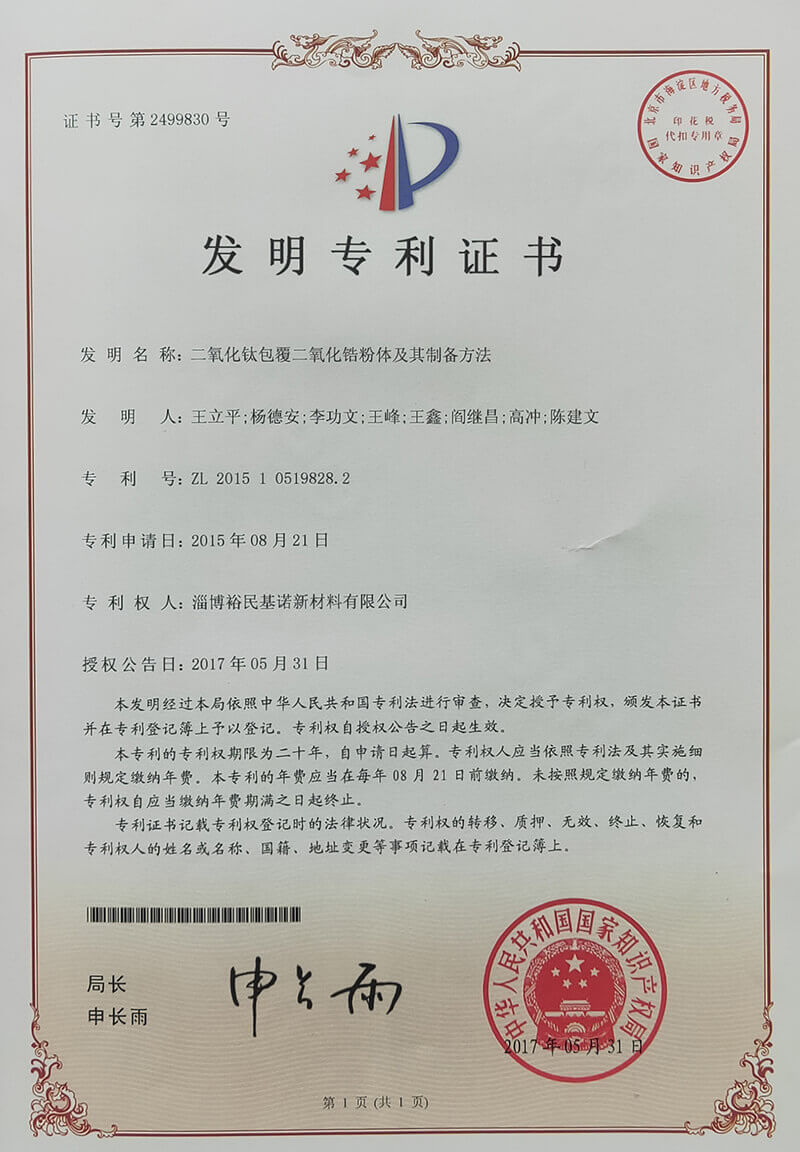 证书号第2499830号
北京市海淀区地方税务局
印花税
代扣专用章
国家知识产权局
发明专利证书
发明名称：二氧化钛包覆二氧化锆粉体及其制备方法
发明人：王立平;杨德安;李功文;王峰;王鑫;阎继昌;高冲;陈建文
专利号：ZL 2015 1 0519828.2
专利申请日：2015年08月21日
专利权人：淄博裕民基诺新材料有限公司
授权公告日：2017年05月31日
本发明经过本局依照中华人民共和国专利法进行审查，决定授予专利权，颁发本证书
并在专利登记簿上予以登记。专利权自授权公告之日起生效。
本专利的专利权期限为二十年，自申请日起算。专利权人应当依照专利法及其实施细
则规定缴纳年费。本专利的年费应当在每年08月21日前缴纳。未按照规定缴纳年费的，
专利权自应当缴纳年费期满之日起终止。
专利证书记载专利权登记时的法律状况。专利权的转移、质押、无效、终止、恢复和
专利权人的姓名或名称、国籍、地址变更等事项记载在专利登记簿上。
局长
申长雨
申长雨
中华人民共和国国家知识产权局
2017年05月31日
第1页(共1页)